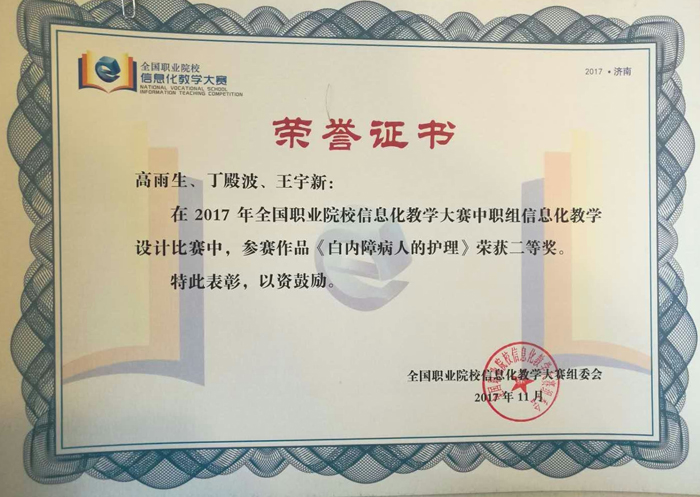 全国职业院校
信息化教学大赛
NATIONAL VOCATIONAL SCHOOL
INFORMATION TEACHING COMPETITION
2017·济南
荣誉证书
高雨生、丁殿波、王宇新：
在 2017 年全国职业院校信息化教学大赛中职组信息化教学
设计比赛中，参赛作品《白内障病人的护理》荣获二等奖。
特此表彰，以资鼓励。
全国职业院校信息化教学大赛组委会
2017 年 11 月